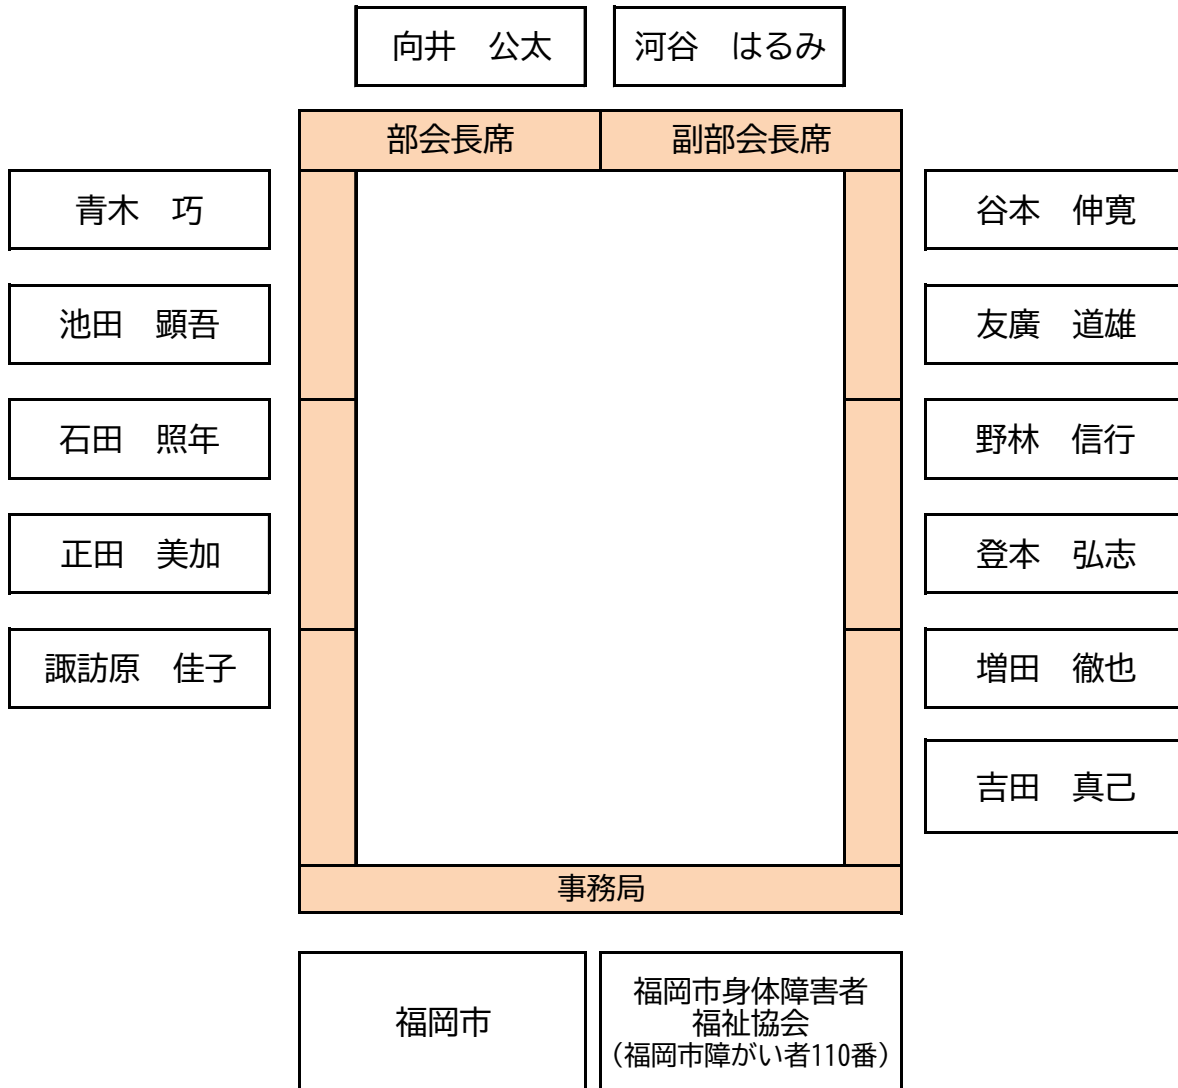 向井　公太
河谷　はるみ
部会長席
副部会長席
青木　巧
谷本　伸寛
池田　顕吾
友廣　道雄
石田　照年
野林　信行
正田　美加
登本　弘志
諏訪原　佳子
増田　徹也
吉田　真己
事務局
福岡市
福岡市身体障害者
福祉協会
（福岡市障がい者110番）